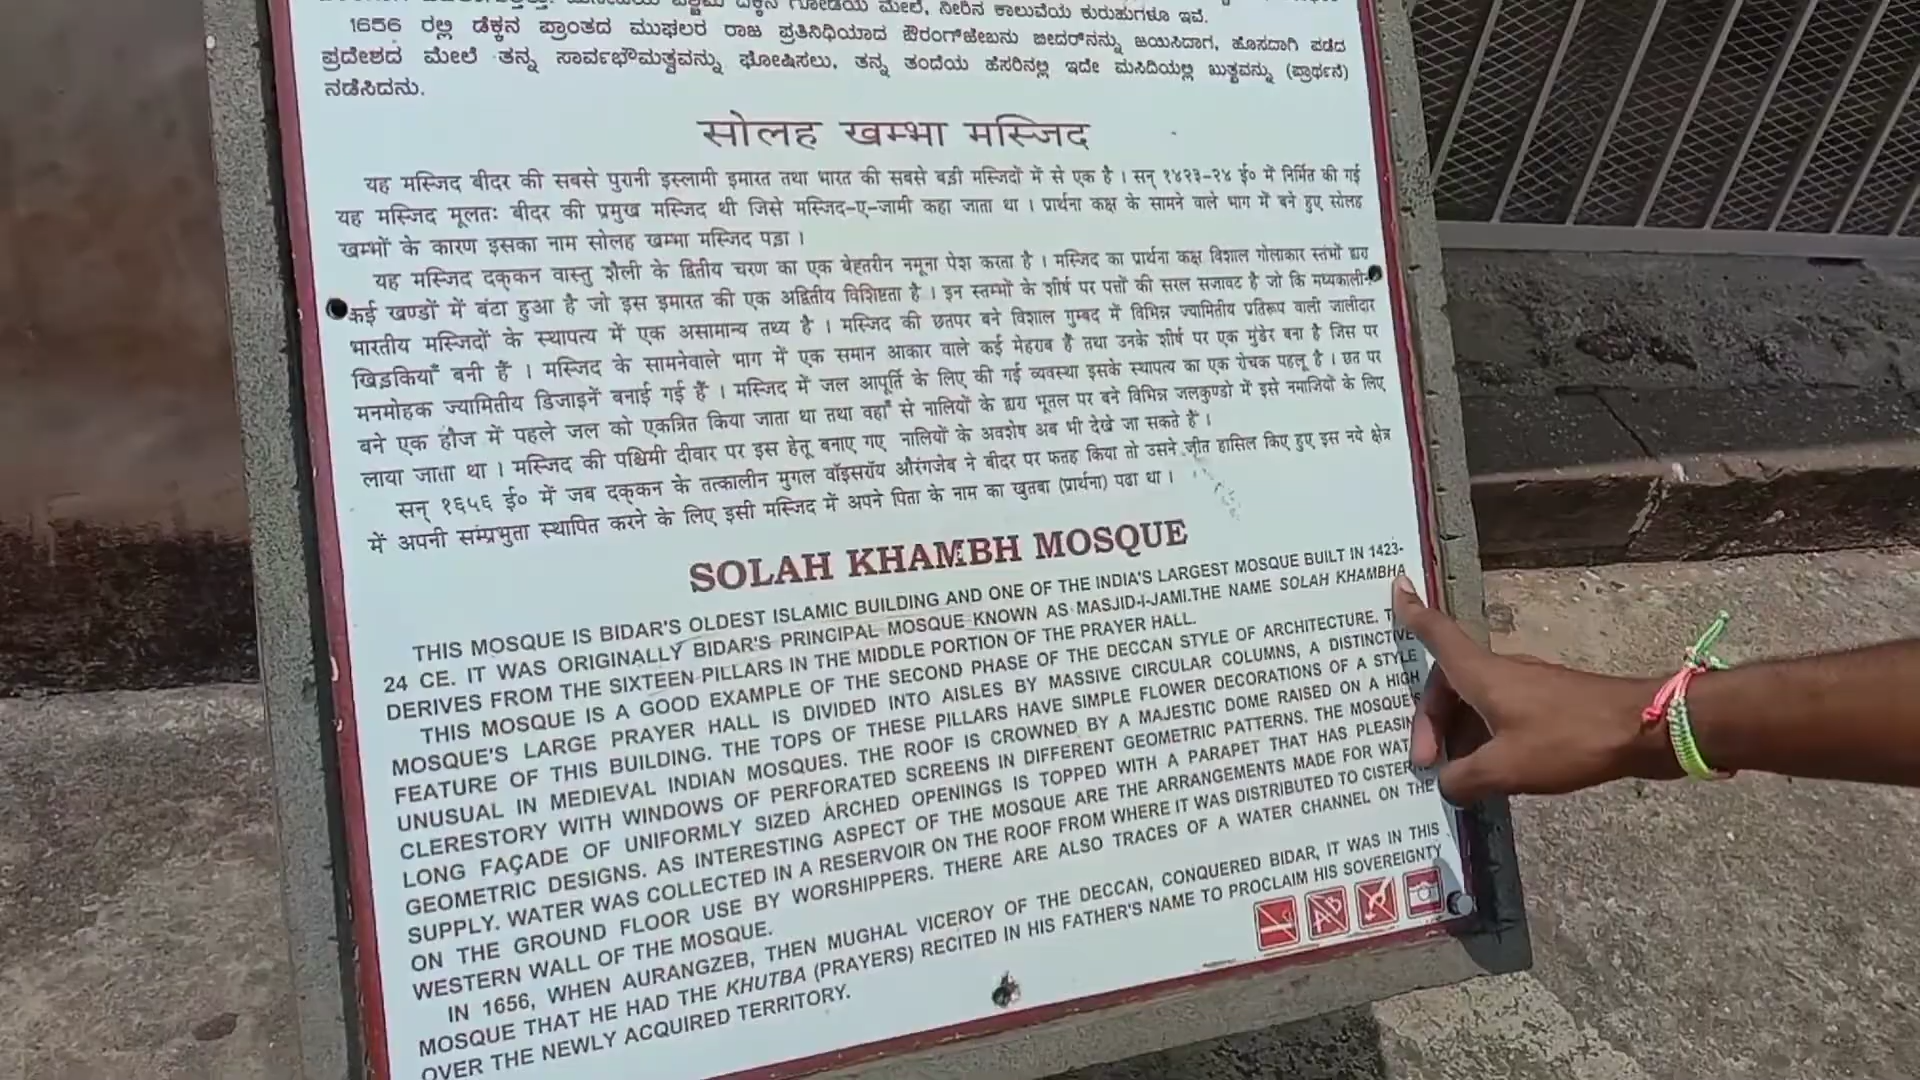 1656 ರಲ್ಲಿ ಡೆಕ್ಕನ ಪ್ರಾಂತದ ಮುಘಲರ ರಾಜ ಪ್ರತಿನಿಧಿಯಾದ ಔರಂಗ್‌ಜೇಬನು ಬೀದರ್‌ನನ್ನು ಜಯಿಸಿದಾಗ, ಹೊಸದಾಗಿ ಪಡೆದ
ಪ್ರದೇಶದ ಮೇಲೆ ತನ್ನ ಸಾರ್ವಭೌಮತ್ವವನ್ನು ಘೋಷಿಸಲು, ತನ್ನ ತಂದೆಯ ಹೆಸರಿನಲ್ಲಿ ಇದೇ ಮಸಿದಿಯಲ್ಲಿ ಖುತ್ಬವನ್ನು (ಪ್ರಾರ್ಥನೆ)
ನಡೆಸಿದನು.
सोलह खम्भा मस्जिद
यह मस्जिद बीदर की सबसे पुरानी इस्लामी इमारत तथा भारत की सबसे बड़ी मस्जिदों में से एक है । सन् १४२३-२४ ई० में निर्मित की गई
यह मस्जिद मूलतः बीदर की प्रमुख मस्जिद थी जिसे मस्जिद-ए-जामी कहा जाता था । प्रार्थना कक्ष के सामने वाले भाग में बने हुए सोलह
खम्भों के कारण इसका नाम सोलह खम्भा मस्जिद पड़ा ।
यह मस्जिद दक्कन वास्तु शैली के द्वितीय चरण का एक बेहतरीन नमूना पेश करता है । मस्जिद का प्रार्थना कक्ष विशाल गोलाकार स्तंभों द्वारा
कई खण्डों में बंटा हुआ है जो इस इमारत की एक अद्वितीय विशिष्टता है । इन स्तम्भों के शीर्ष पर पत्तों की सरल सजावट है जो कि मध्यकालीन
भारतीय मस्जिदों के स्थापत्य में एक असामान्य तथ्य है । मस्जिद की छतपर बने विशाल गुम्बद में विभिन्न ज्यामितीय प्रतिरूप वाली जालीदार
खिड़कियाँ बनी हैं । मस्जिद के सामनेवाले भाग में एक समान आकार वाले कई मेहराब हैं तथा उनके शीर्ष पर एक मुंडेर बना है जिस पर
मनमोहक ज्यामितीय डिजाइनें बनाई गई हैं । मस्जिद में जल आपूर्ति के लिए की गई व्यवस्था इसके स्थापत्य का एक रोचक पहलू है । छत पर
बने एक हौज में पहले जल को एकत्रित किया जाता था तथा वहाँ से नालियों के द्वारा भूतल पर बने विभिन्न जलकुण्डो में इसे नमाजियों के लिए
लाया जाता था । मस्जिद की पश्चिमी दीवार पर इस हेतू बनाए गए नालियों के अवशेष अब भी देखे जा सकते हैं ।
सन् १६५६ ई० में जब दक्कन के तत्कालीन मुगल वॉइसरॉय औरंगजेब ने बीदर पर फतह किया तो उसने जीत हासिल किए हुए इस नये क्षेत्र
में अपनी सम्प्रभुता स्थापित करने के लिए इसी मस्जिद में अपने पिता के नाम का खुतबा (प्रार्थना) पढा था ।
SOLAH KHAMBH MOSQUE
THIS MOSQUE IS BIDAR'S OLDEST ISLAMIC BUILDING AND ONE OF THE INDIA'S LARGEST MOSQUE BUILT IN 1423-
24 CE. IT WAS ORIGINALLY BIDAR'S PRINCIPAL MOSQUE KNOWN AS MASJID-I-JAMI.THE NAME SOLAH KHAMBHA
DERIVES FROM THE SIXTEEN PILLARS IN THE MIDDLE PORTION OF THE PRAYER HALL.
THIS MOSQUE IS A GOOD EXAMPLE OF THE SECOND PHASE OF THE DECCAN STYLE OF ARCHITECTURE.
MOSQUE'S LARGE PRAYER HALL IS DIVIDED INTO AISLES BY MASSIVE CIRCULAR COLUMNS, A DISTINCTIVE
FEATURE OF THIS BUILDING. THE TOPS OF THESE PILLARS HAVE SIMPLE FLOWER DECORATIONS OF A STYLE
UNUSUAL IN MEDIEVAL INDIAN MOSQUES. THE ROOF IS CROWNED BY A MAJESTIC DOME RAISED ON A HIGH
CLERESTORY WITH WINDOWS OF PERFORATED SCREENS IN DIFFERENT GEOMETRIC PATTERNS. THE MOSQUE'S
LONG FAÇADE OF UNIFORMLY SIZED ARCHED OPENINGS IS TOPPED WITH A PARAPET THAT HAS PLEASIN
GEOMETRIC DESIGNS. AS INTERESTING ASPECT OF THE MOSQUE ARE THE ARRANGEMENTS MADE FOR WAT
SUPPLY. WATER WAS COLLECTED IN A RESERVOIR ON THE ROOF FROM WHERE IT WAS DISTRIBUTED TO CISTER
ON THE GROUND FLOOR USE BY WORSHIPPERS. THERE ARE ALSO TRACES OF A WATER CHANNEL ON THE
WESTERN WALL OF THE MOSQUE.
IN 1656, WHEN AURANGZEB, THEN MUGHAL VICEROY OF THE DECCAN, CONQUERED BIDAR, IT WAS IN THIS
MOSQUE THAT HE HAD THE KHUTBA (PRAYERS) RECITED IN HIS FATHER'S NAME TO PROCLAIM HIS SOVEREIGNTY
OVER THE NEWLY ACQUIRED TERRITORY.